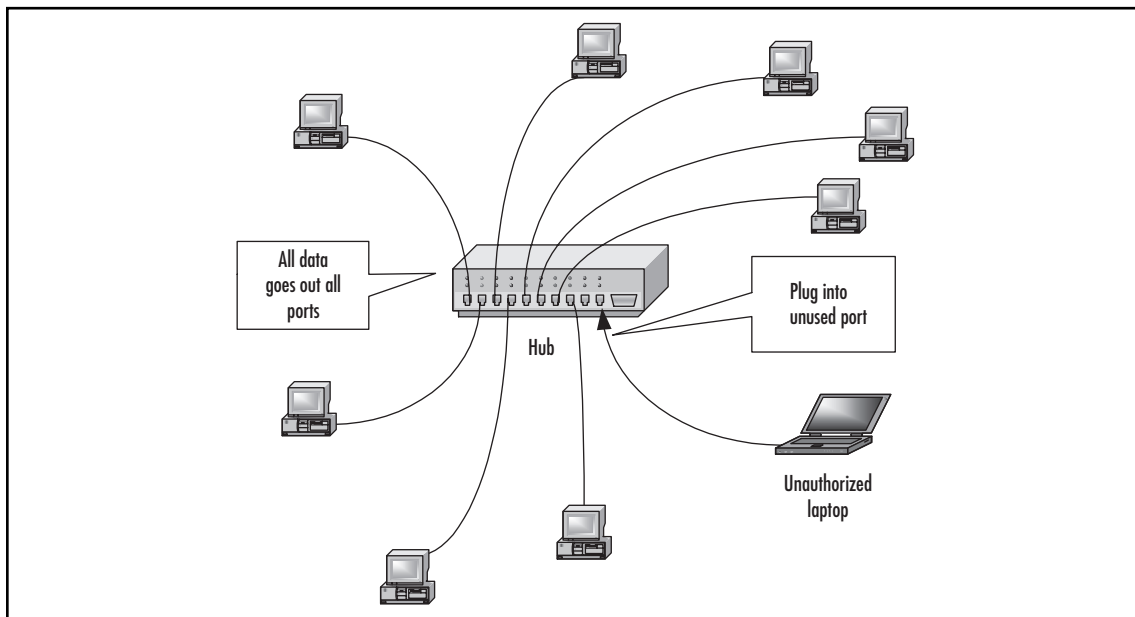 All data
goes out all
ports
Plug into
unused port
Hub
Unauthorized
laptop